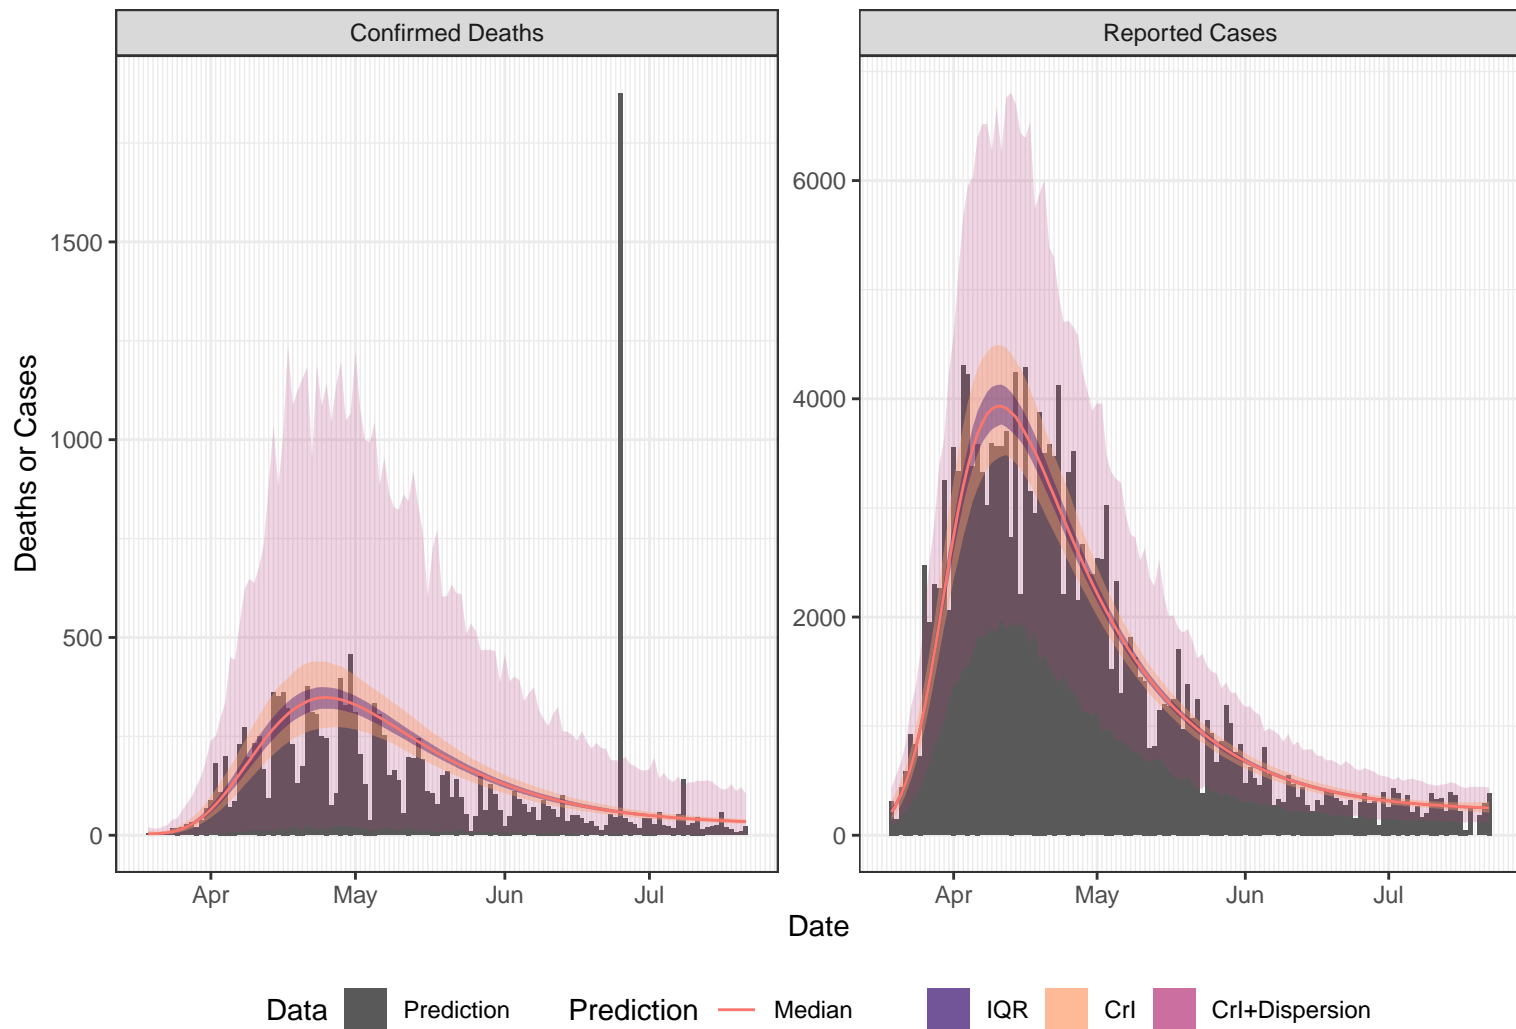 Confirmed Deaths
Reported Cases
Deaths or Cases
1500
1000
500
0
6000
4000
2000
0
Apr May Jun Jul
Apr May Jun Jul
Date
Data Prediction Prediction Median IQR CrI CrI+Dispersion